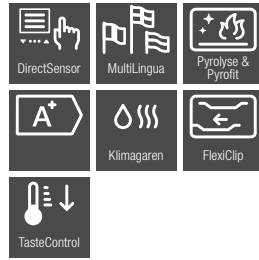 DirectSensor
MultiLingua
Pyrolyse &
Pyrofit
A+
Klimagaren
FlexiClip
TasteControl